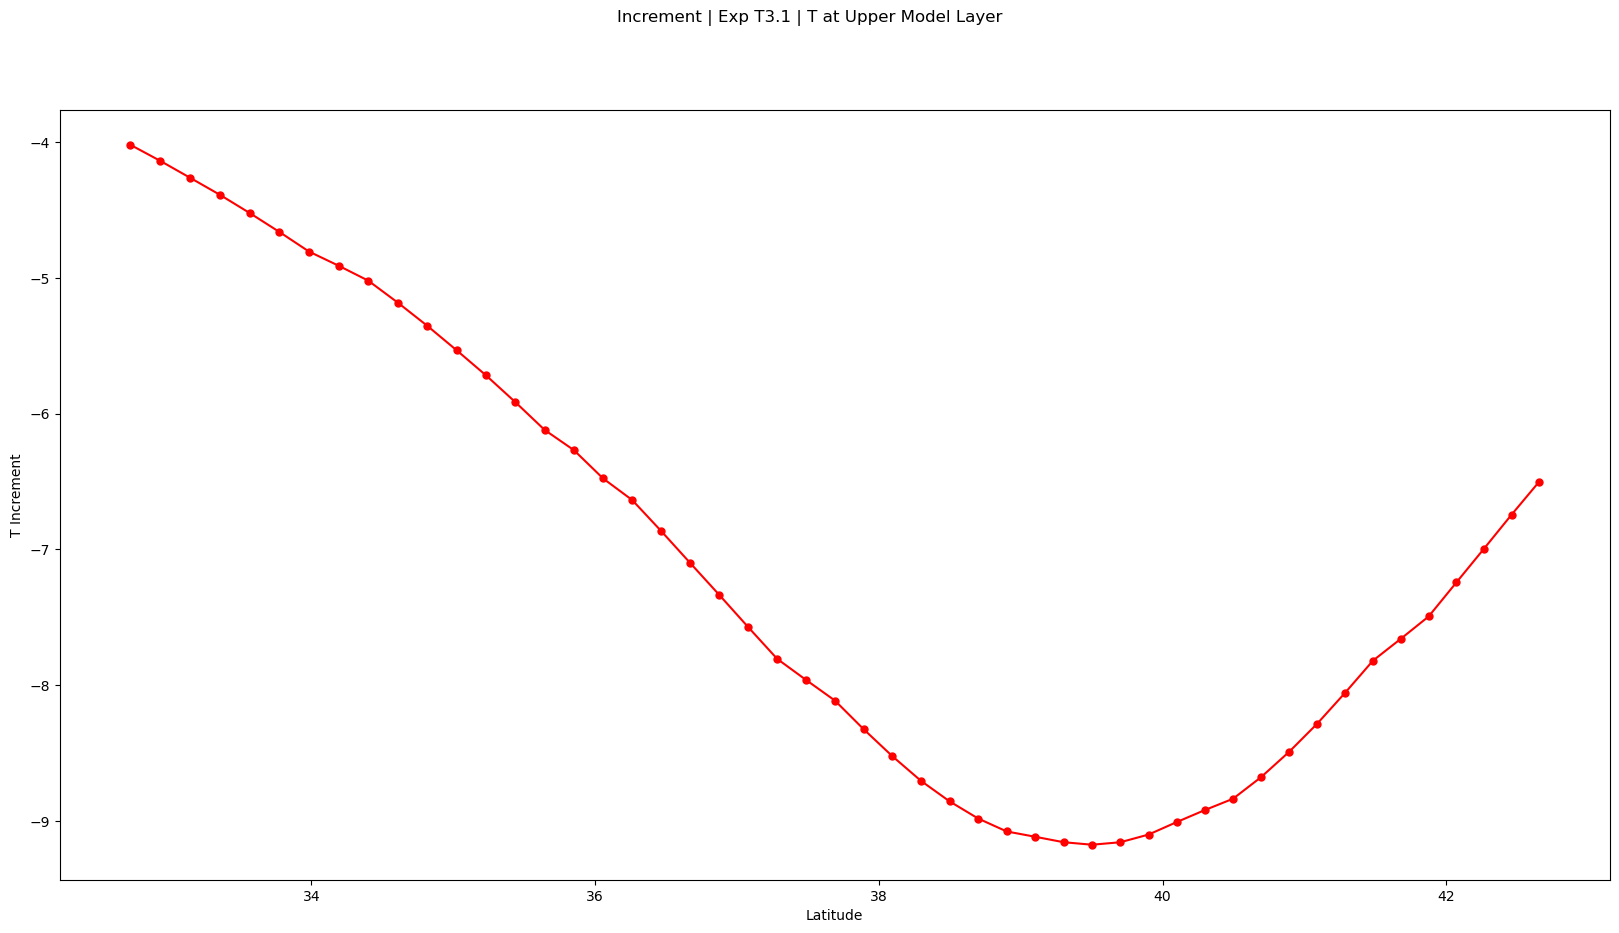 Increment | Exp T3.1 | T at Upper Model Layer
−4
−5
−6
−7
−8
−9
T Increment
34 36 38 40 42
Latitude